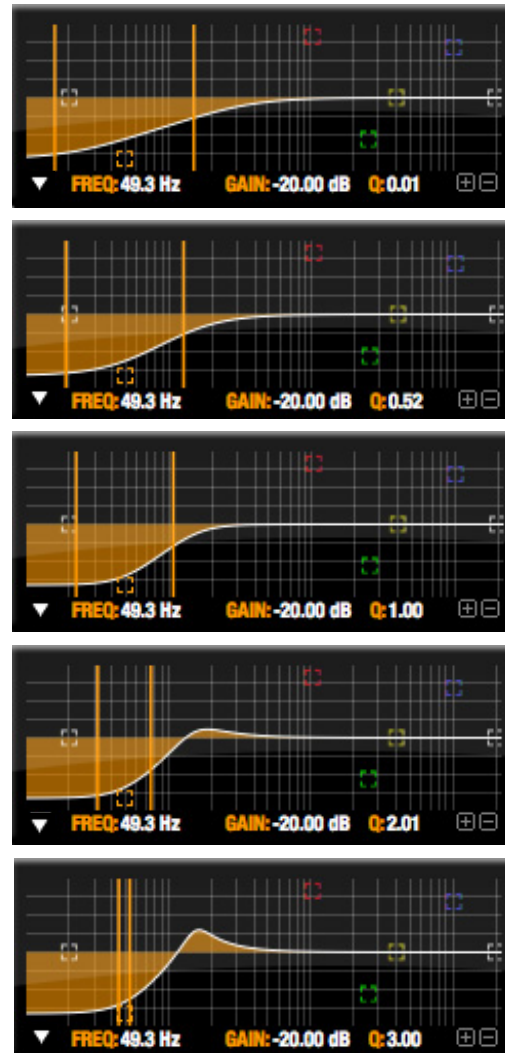 FREQ: 49.3 Hz GAIN: -20.00 dB Q: 0.01
FREQ: 49.3 Hz GAIN: -20.00 dB Q: 0.52
FREQ: 49.3 Hz GAIN: -20.00 dB Q: 1.00
FREQ: 49.3 Hz GAIN: -20.00 dB Q: 2.01
FREQ: 49.3 Hz GAIN: -20.00 dB Q: 3.00